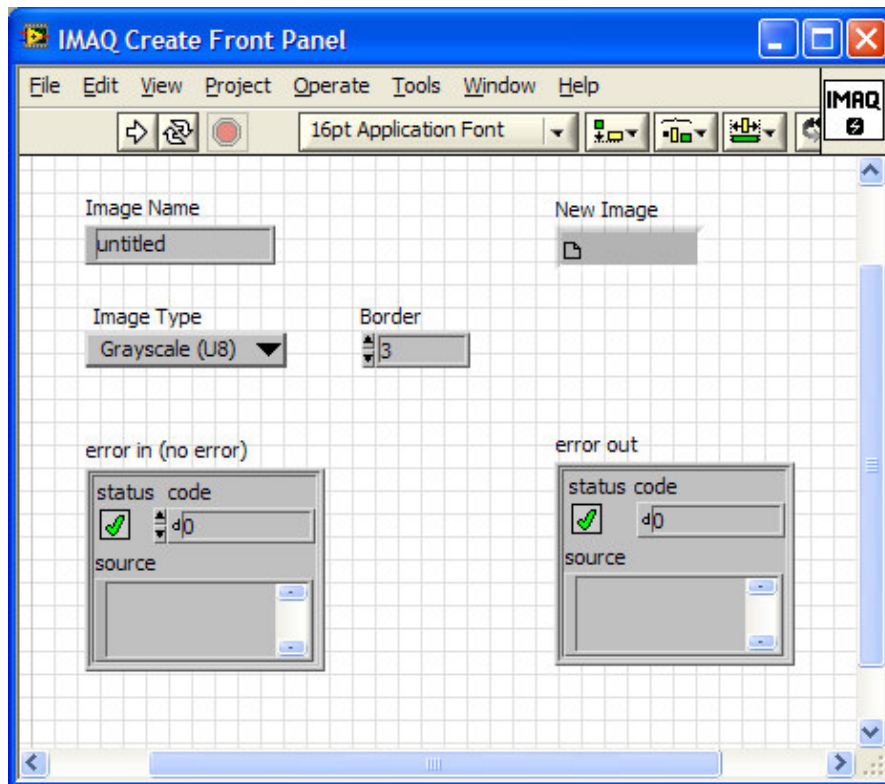 IMAQ Create Front Panel
File Edit View Project Operate Tools Window Help
IMAQ
16pt Application Font
Image Name
New Image
untitled
Image Type
Border
Grayscale (U8)
3
error in (no error)
error out
status code
status code
d0
d0
source
source